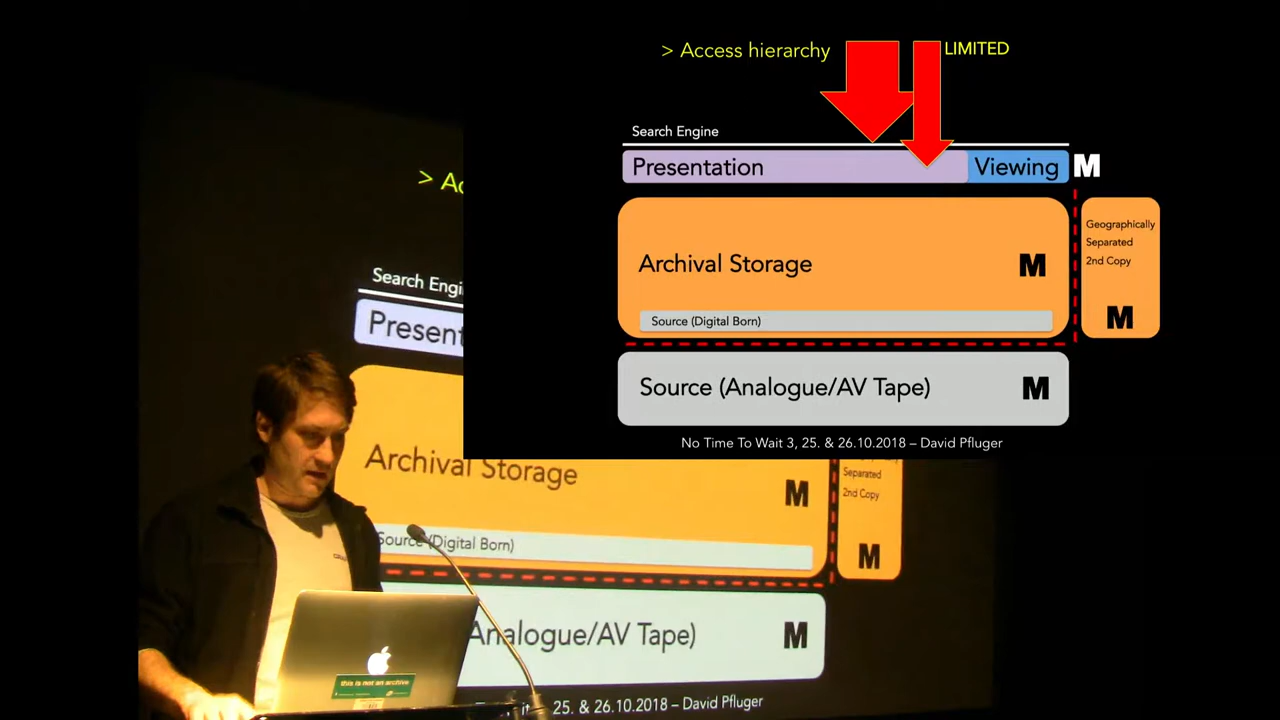 > Access hierarchy
LIMITED
Search Engine
Presentation
Viewing
M
Archival Storage
M
Source (Digital Born)
Geographically
Separated
2nd Copy
M
Source (Analogue/AV Tape)
M
No Time To Wait 3, 25. & 26.10.2018 – David Pfluger
> Ac
Search Engi
Present
Archival Storage
M
Source (Digital Born)
Separated
2nd Copy
M
Analogue/AV Tape)
M
25. & 26.10.2018 – David Pfluger
this is not an archive